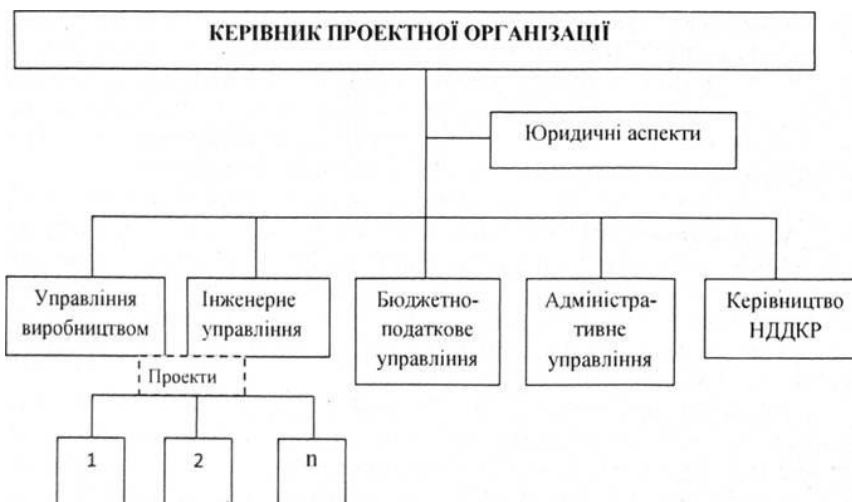 КЕРІВНИК ПРОЕКТНОЇ ОРГАНІЗАЦІЇ
Юридичні аспекти
Управління
виробництвом
Інженерне
управління
Бюджетно-
податкове
управління
Адміністра-
тивне
управління
Керівництво
НДДКР
Проекти
1
2
n